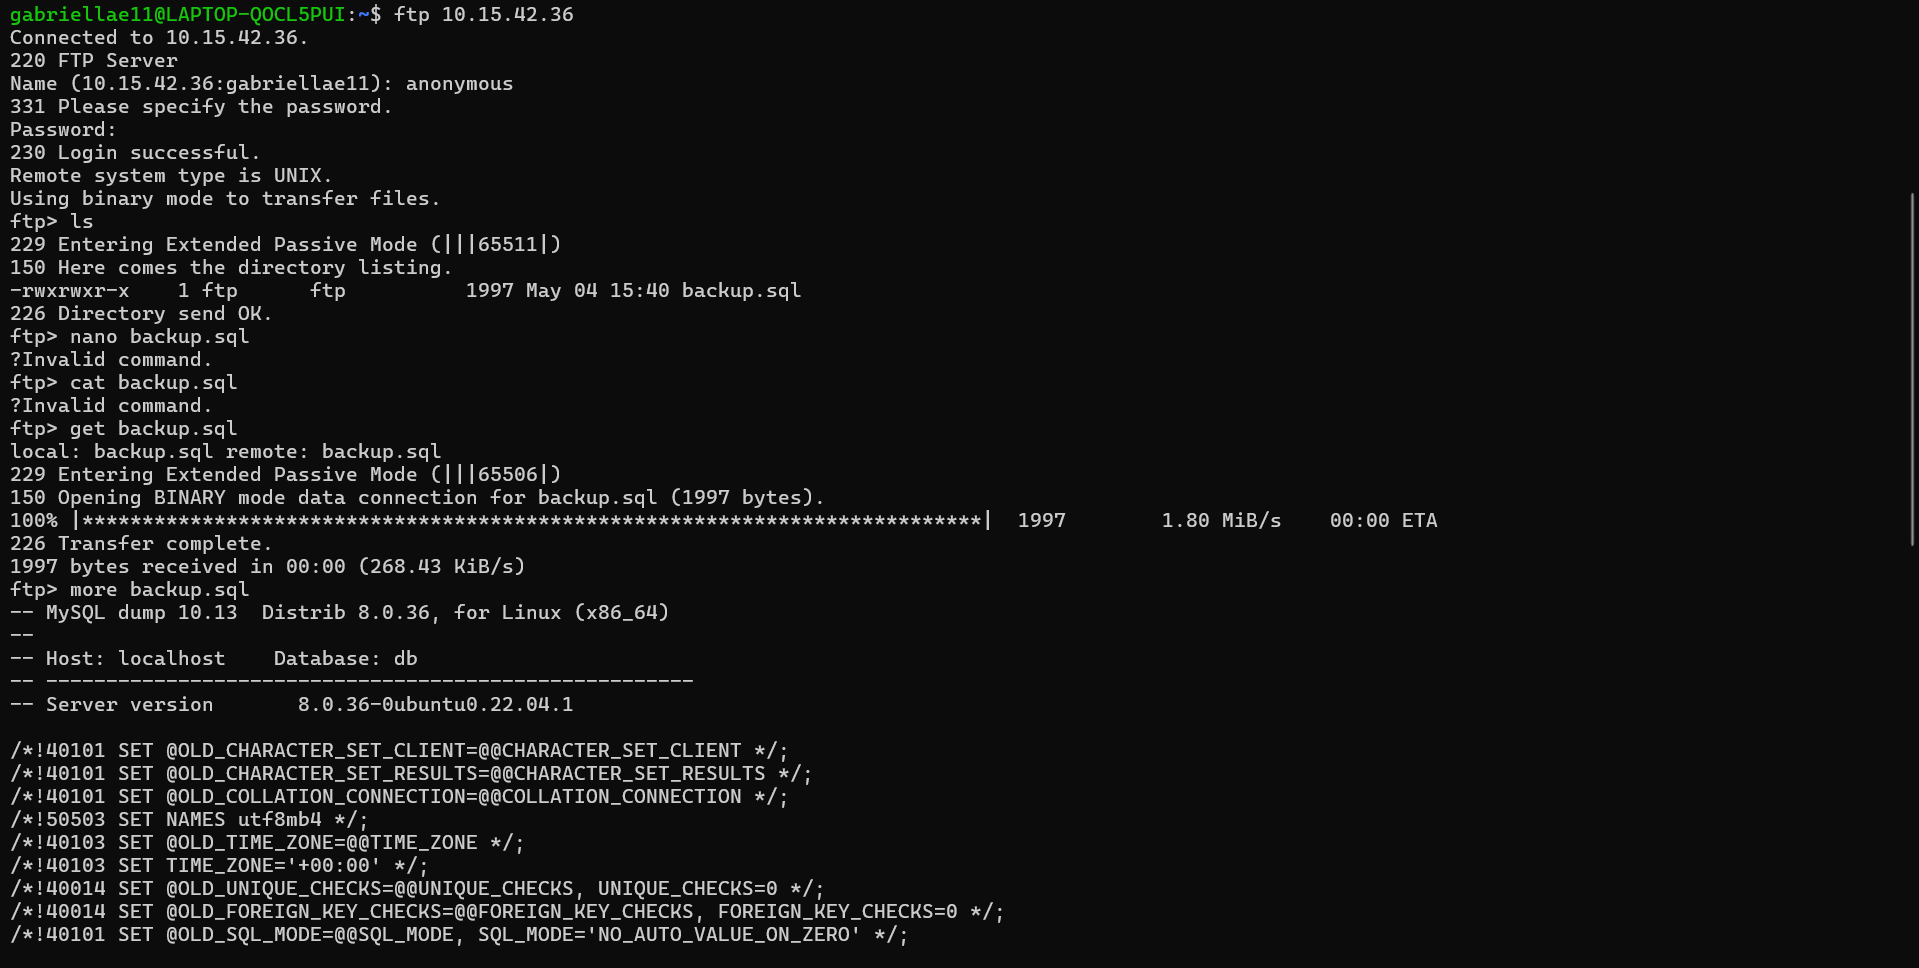 gabriellae11@LAPTOP-QOCL5PUI:~$ ftp 10.15.42.36
Connected to 10.15.42.36.
220 FTP Server
Name (10.15.42.36:gabriellae11): anonymous
331 Please specify the password.
Password:
230 Login successful.
Remote system type is UNIX.
Using binary mode to transfer files.
ftp> ls
229 Entering Extended Passive Mode (|||65511|)
150 Here comes the directory listing.
-rwxrwxr-x    1 ftp      ftp          1997 May 04 15:40 backup.sql
226 Directory send OK.
ftp> nano backup.sql
?Invalid command.
ftp> cat backup.sql
?Invalid command.
ftp> get backup.sql
local: backup.sql remote: backup.sql
229 Entering Extended Passive Mode (|||65506|)
150 Opening BINARY mode data connection for backup.sql (1997 bytes).
100% |***************************************************************************|  1997        1.80 MiB/s    00:00 ETA
226 Transfer complete.
1997 bytes received in 00:00 (268.43 KiB/s)
ftp> more backup.sql
-- MySQL dump 10.13  Distrib 8.0.36, for Linux (x86_64)
--
-- Host: localhost    Database: db
-- ------------------------------------------------------
-- Server version       8.0.36-0ubuntu0.22.04.1

/*!40101 SET @OLD_CHARACTER_SET_CLIENT=@@CHARACTER_SET_CLIENT */;
/*!40101 SET @OLD_CHARACTER_SET_RESULTS=@@CHARACTER_SET_RESULTS */;
/*!40101 SET @OLD_COLLATION_CONNECTION=@@COLLATION_CONNECTION */;
/*!50503 SET NAMES utf8mb4 */;
/*!40103 SET @OLD_TIME_ZONE=@@TIME_ZONE */;
/*!40103 SET TIME_ZONE='+00:00' */;
/*!40014 SET @OLD_UNIQUE_CHECKS=@@UNIQUE_CHECKS, UNIQUE_CHECKS=0 */;
/*!40014 SET @OLD_FOREIGN_KEY_CHECKS=@@FOREIGN_KEY_CHECKS, FOREIGN_KEY_CHECKS=0 */;
/*!40101 SET @OLD_SQL_MODE=@@SQL_MODE, SQL_MODE='NO_AUTO_VALUE_ON_ZERO' */;